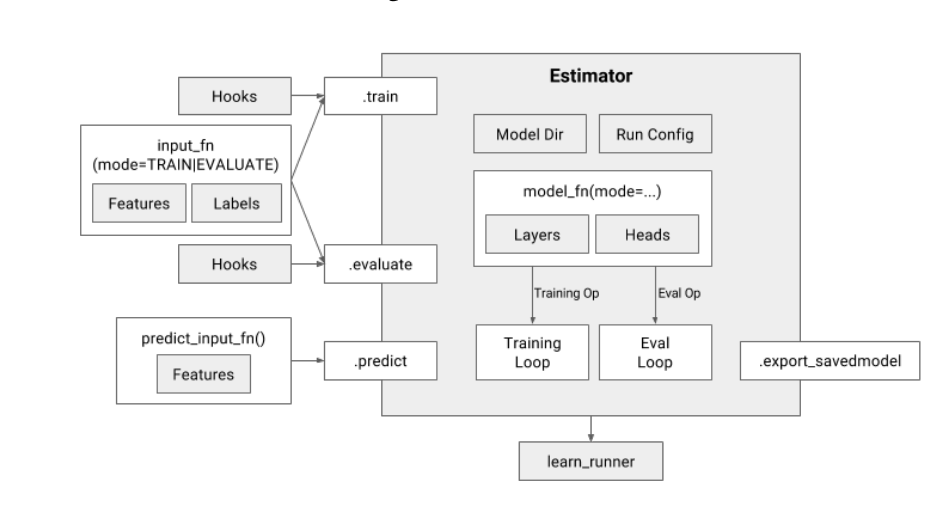 Estimator
Hooks
.train
input_fn
(mode=TRAIN|EVALUATE)
Features
Labels
Hooks
.evaluate
predict_input_fn()
Features
.predict
Model Dir
Run Config
model_fn(mode=...)
Layers
Heads
Training Op
Eval Op
Training
Loop
Eval
Loop
.export_savedmodel
learn_runner